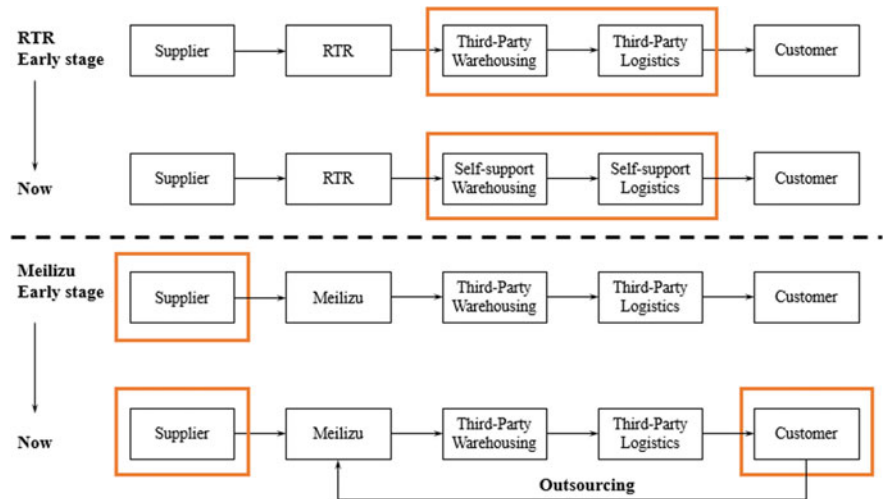 RTR
Early stage
Supplier
RTR
Third-Party
Warehousing
Third-Party
Logistics
Customer
Now
Supplier
RTR
Self-support
Warehousing
Self-support
Logistics
Customer
Meilizu
Early stage
Supplier
Meilizu
Third-Party
Warehousing
Third-Party
Logistics
Customer
Now
Supplier
Meilizu
Third-Party
Warehousing
Third-Party
Logistics
Customer
Outsourcing